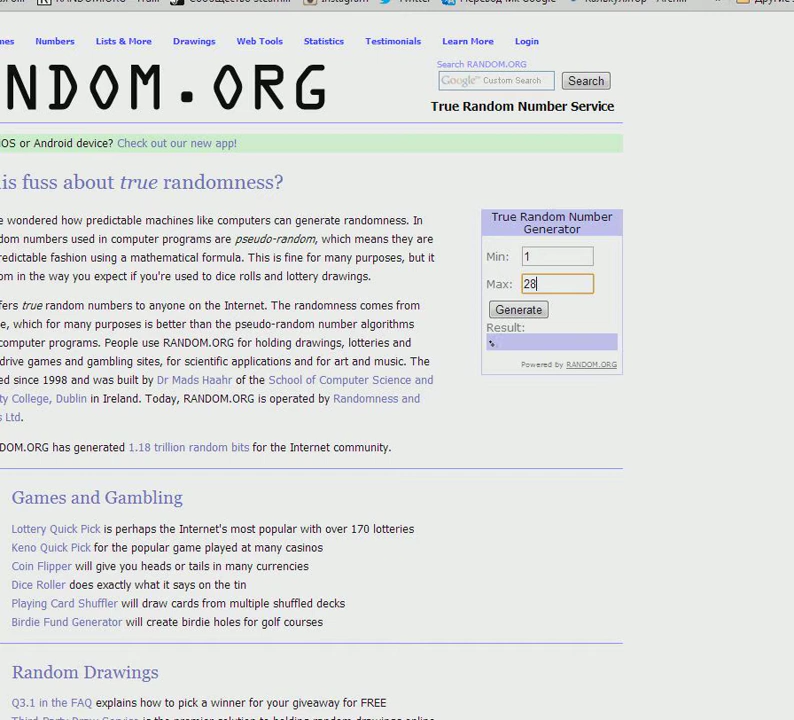 Numbers Lists & More Drawings Web Tools Statistics Testimonials Learn More Login
Search RANDOM.ORG
NDOM.ORG
Google™ Custom Search Search
True Random Number Service
OS or Android device? Check out our new app!
is fuss about true randomness?
e wondered how predictable machines like computers can generate randomness. In
dom numbers used in computer programs are pseudo-random, which means they are
redictable fashion using a mathematical formula. This is fine for many purposes, but it
om in the way you expect if you're used to dice rolls and lottery drawings.
fers true random numbers to anyone on the Internet. The randomness comes from
e, which for many purposes is better than the pseudo-random number algorithms
computer programs. People use RANDOM.ORG for holding drawings, lotteries and
drive games and gambling sites, for scientific applications and for art and music. The
ed since 1998 and was built by Dr Mads Haahr of the School of Computer Science and
ty College, Dublin in Ireland. Today, RANDOM.ORG is operated by Randomness and
s Ltd.
DOM.ORG has generated 1.18 trillion random bits for the Internet community.
True Random Number
Generator
Min: 1
Max: 28
Generate
Result:
Powered by RANDOM.ORG
Games and Gambling
Lottery Quick Pick is perhaps the Internet's most popular with over 170 lotteries
Keno Quick Pick for the popular game played at many casinos
Coin Flipper will give you heads or tails in many currencies
Dice Roller does exactly what it says on the tin
Playing Card Shuffler will draw cards from multiple shuffled decks
Birdie Fund Generator will create birdie holes for golf courses
Random Drawings
Q3.1 in the FAQ explains how to pick a winner for your giveaway for FREE